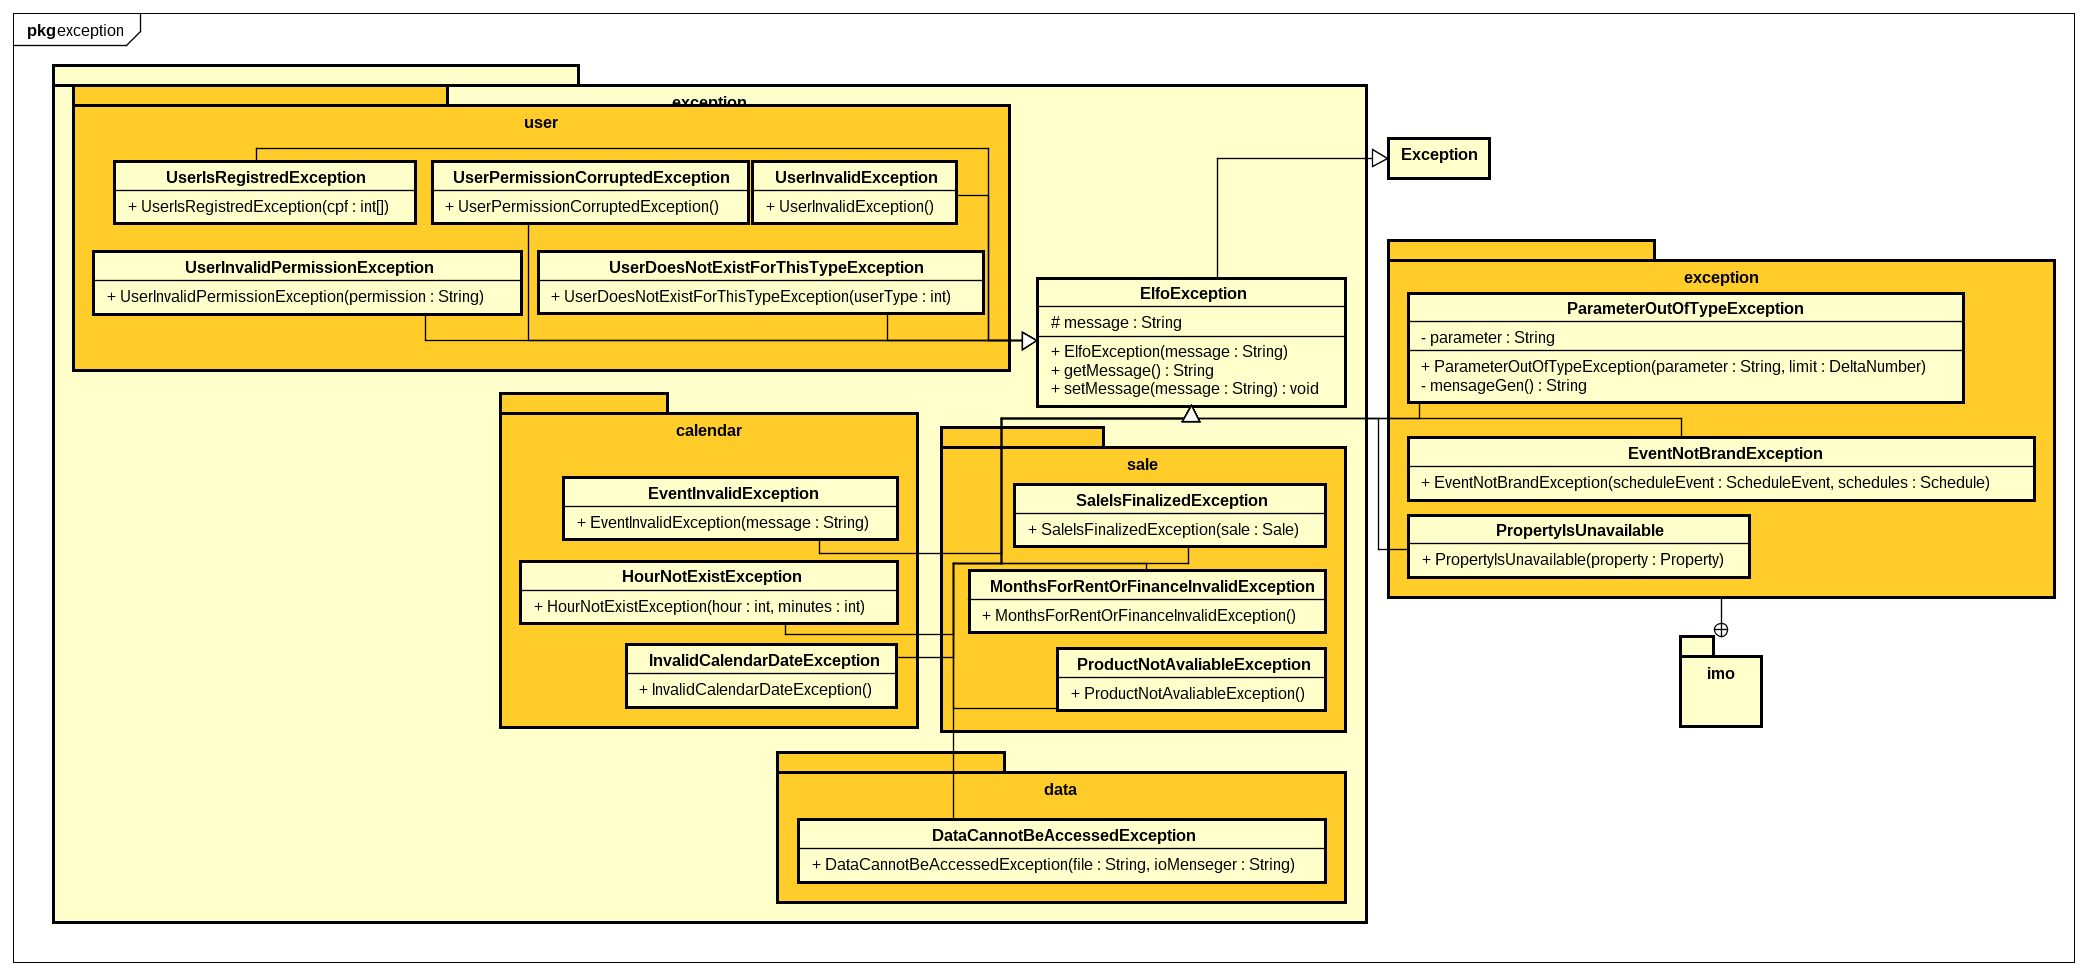 pkg exception
exception
user
UserIsRegistredException
+ UserIsRegistredException(cpf : int[])
UserPermissionCorruptedException
+ UserPermissionCorruptedException()
UserInvalidException
+ UserInvalidException()
UserInvalidPermissionException
+ UserInvalidPermissionException(permission : String)
UserDoesNotExistForThisTypeException
+ UserDoesNotExistForThisTypeException(userType : int)
Exception
ElfoException
# message : String
+ ElfoException(message : String)
+ getMessage() : String
+ setMessage(message : String) : void
exception
ParameterOutOfTypeException
- parameter : String
+ ParameterOutOfTypeException(parameter : String, limit : DeltaNumber)
- mensageGen() : String
EventNotBrandException
+ EventNotBrandException(scheduleEvent : ScheduleEvent, schedules : Schedule)
PropertyIsUnavailable
+ PropertyIsUnavailable(property : Property)
imo
calendar
EventInvalidException
+ EventInvalidException(message : String)
HourNotExistException
+ HourNotExistException(hour : int, minutes : int)
InvalidCalendarDateException
+ InvalidCalendarDateException()
sale
SaleIsFinalizedException
+ SaleIsFinalizedException(sale : Sale)
MonthsForRentOrFinanceInvalidException
+ MonthsForRentOrFinanceInvalidException()
ProductNotAvaliableException
+ ProductNotAvaliableException()
data
DataCannotBeAccessedException
+ DataCannotBeAccessedException(file : String, ioMenseger : String)